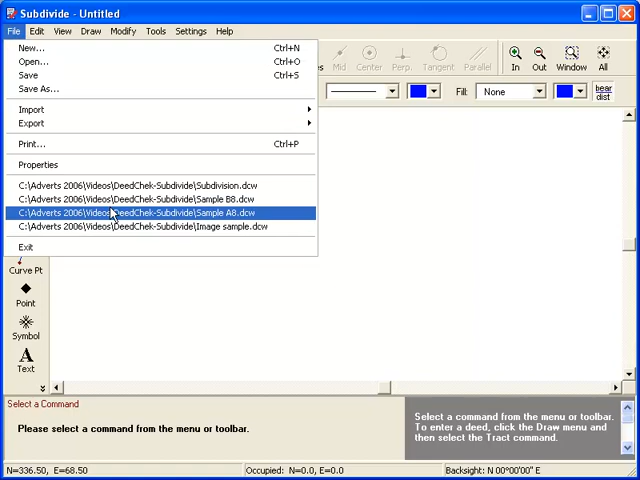 Subdivide - Untitled
File Edit View Draw Modify Tools Settings Help
New... Ctrl+N
Open... Ctrl+O
Save Ctrl+S
Save As...
Import
Export
Print... Ctrl+P
Properties
C:\Adverts 2006\Videos\DeedChek-Subdivide\Subdivision.dcw
C:\Adverts 2006\Videos\DeedChek-Subdivide\Sample B8.dcw
C:\Adverts 2006\Videos\DeedChek-Subdivide\Sample A8.dcw
C:\Adverts 2006\Videos\DeedChek-Subdivide\Image sample.dcw
Exit
Mid Center Perp. Tangent Parallel In Out Window All
Fill: None bear dist
Curve Pt
Point
Symbol
A
Text
Select a Command
Please select a command from the menu or toolbar.
Select a command from the menu or toolbar.
To enter a deed, click the Draw menu and
then select the Tract command.
N=336.50, E=68.50 Occupied: N=0.0, E=0.0 Backsight: N 00°00'00" E